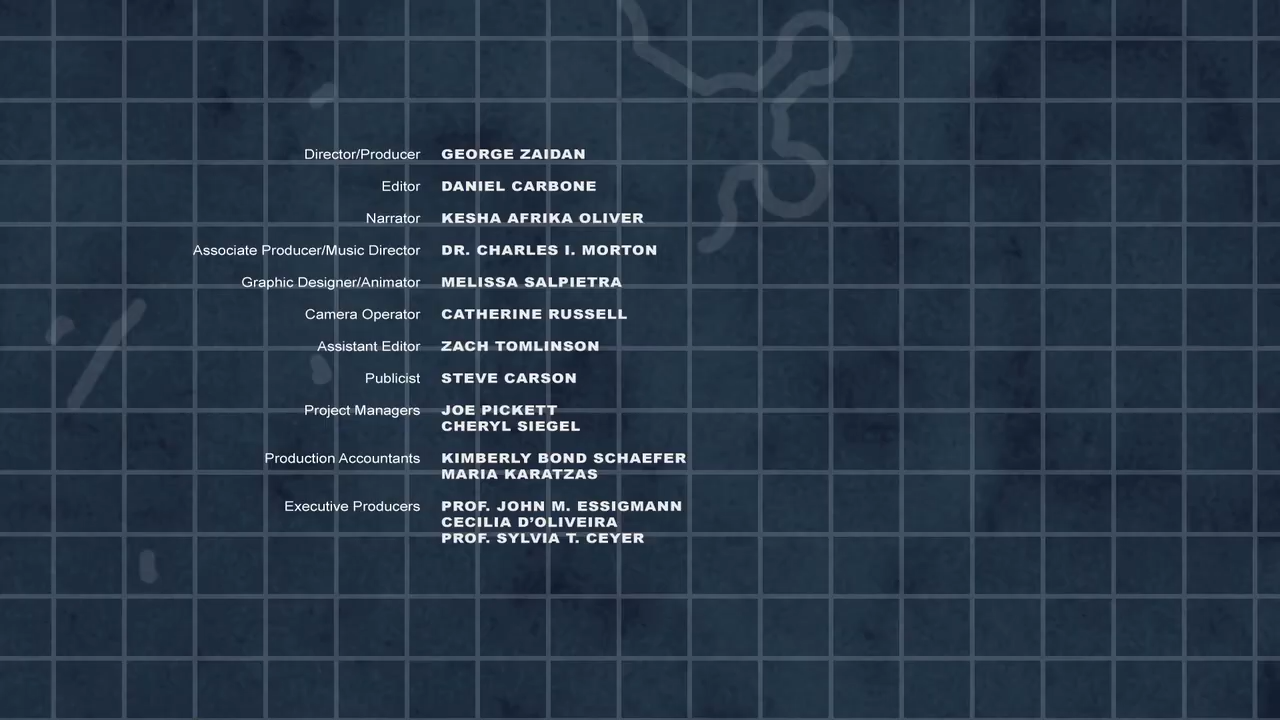 Director/Producer GEORGE ZAIDAN
Editor DANIEL CARBONE
Narrator KESHA AFRIKA OLIVER
Associate Producer/Music Director DR. CHARLES I. MORTON
Graphic Designer/Animator MELISSA SALPIETRA
Camera Operator CATHERINE RUSSELL
Assistant Editor ZACH TOMLINSON
Publicist STEVE CARSON
Project Managers JOE PICKETT
CHERYL SIEGEL
Production Accountants KIMBERLY BOND SCHAEFER
MARIA KARATZAS
Executive Producers PROF. JOHN M. ESSIGMANN
CECILIA D’OLIVEIRA
PROF. SYLVIA T. CEYER